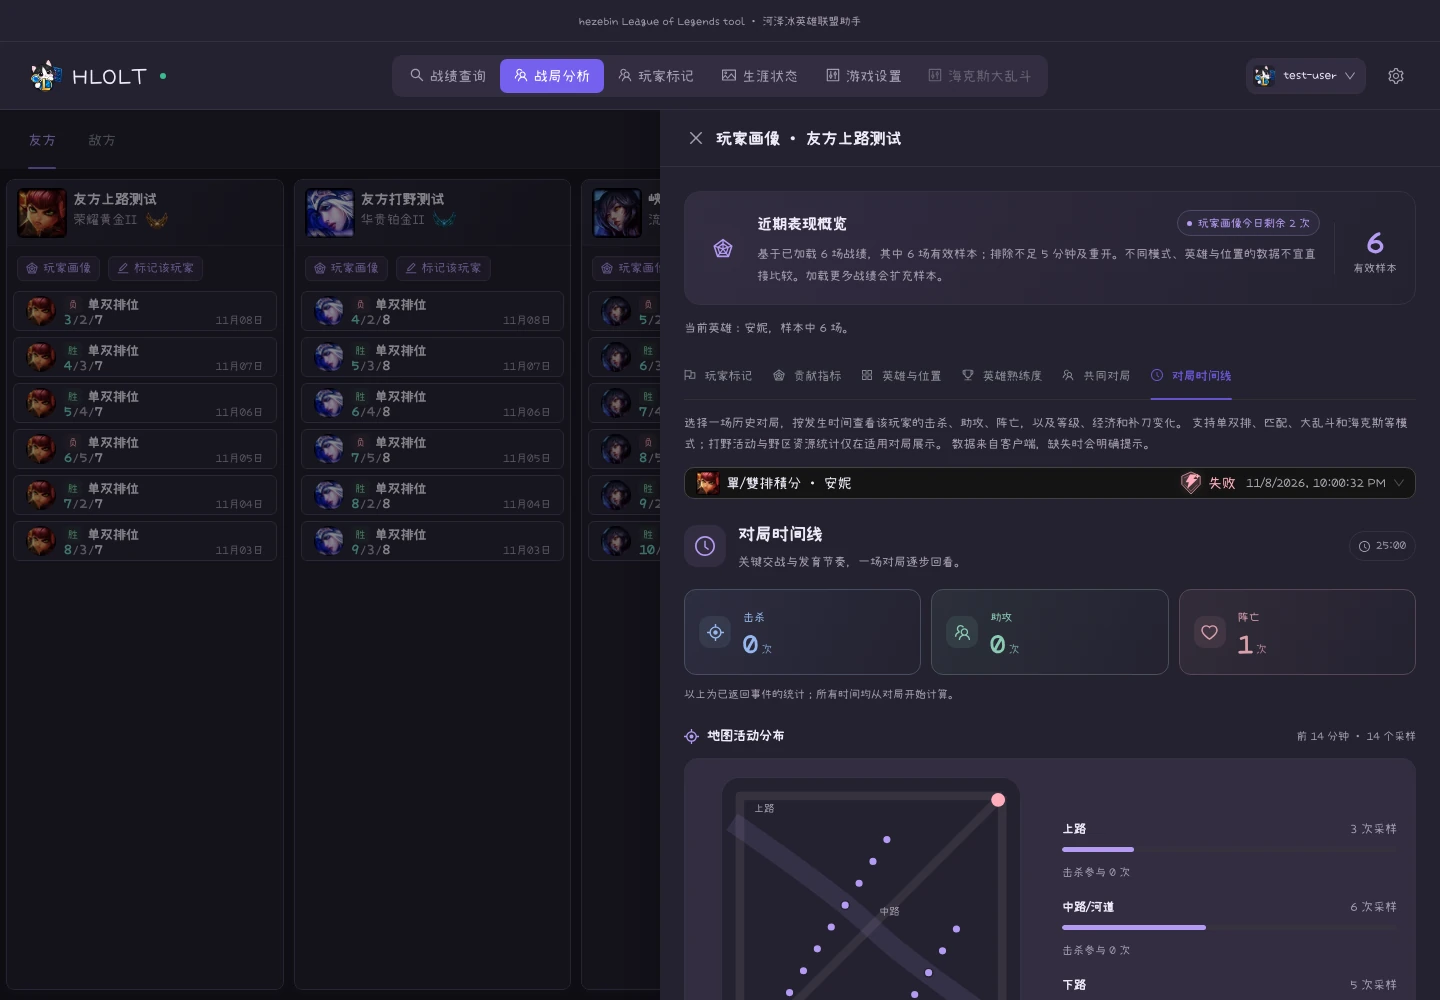 hezebin League of Legends tool • 河泽冰英雄联盟助手
HLOLT
战绩查询
战局分析
玩家标记
生涯状态
游戏设置
海克斯大乱斗
test-user
友方
敌方
友方上路测试
荣耀黄金II
玩家画像
标记该玩家
负 单双排位
3/2/7
11月08日
胜 单双排位
4/3/7
11月07日
胜 单双排位
5/4/7
11月06日
胜 单双排位
6/5/7
11月05日
胜 单双排位
7/2/7
11月04日
胜 单双排位
8/3/7
11月03日
友方打野测试
华贵铂金II
玩家画像
标记该玩家
负 单双排位
4/2/8
11月08日
胜 单双排位
5/3/8
11月07日
胜 单双排位
6/4/8
11月06日
胜 单双排位
7/5/8
11月05日
胜 单双排位
8/2/8
11月04日
胜 单双排位
9/3/8
11月03日
流
玩家画
负
5/2
胜
6/3
胜
7/4
胜
8/5
胜
9/2
胜
10/
玩家画像 • 友方上路测试
近期表现概览
玩家画像今日剩余 2 次
基于已加载 6 场战绩，其中 6 场有效样本；排除不足 5 分钟及重开。不同模式、英雄与位置的数据不宜直
接比较。加载更多战绩会扩充样本。
6
有效样本
当前英雄：安妮，样本中 6 场。
玩家标记
贡献指标
英雄与位置
英雄熟练度
共同对局
对局时间线
选择一场历史对局，按发生时间查看该玩家的击杀、助攻、阵亡，以及等级、经济和补刀变化。 支持单双排、匹配、大乱斗和海克斯等模
式；打野活动与野区资源统计仅在适用对局展示。 数据来自客户端，缺失时会明确提示。
單/雙排積分 • 安妮
失败
11/8/2026, 10:00:32 PM
对局时间线
关键交战与发育节奏，一场对局逐步回看。
25:00
击杀
0 次
助攻
0 次
阵亡
1 次
以上为已返回事件的统计；所有时间均从对局开始计算。
地图活动分布
前 14 分钟 • 14 个采样
上路
中路
上路
3 次采样
击杀参与 0 次
中路/河道
6 次采样
击杀参与 0 次
下路
5 次采样